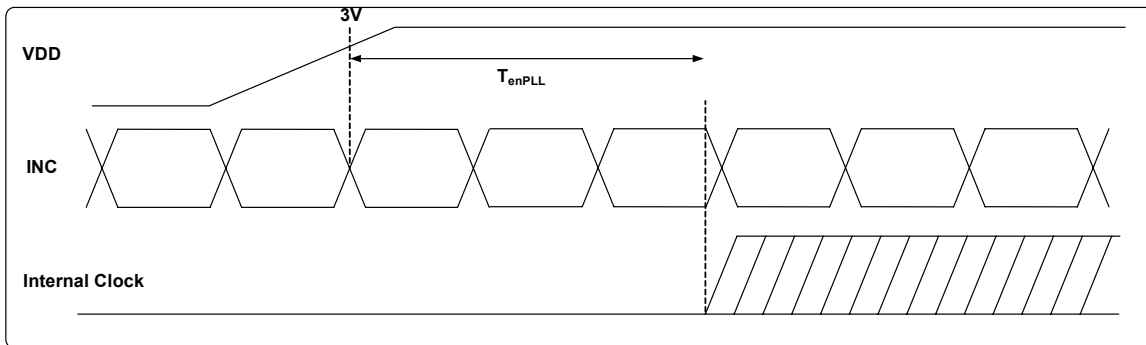 3V
VDD
TenPLL
INC
Internal Clock